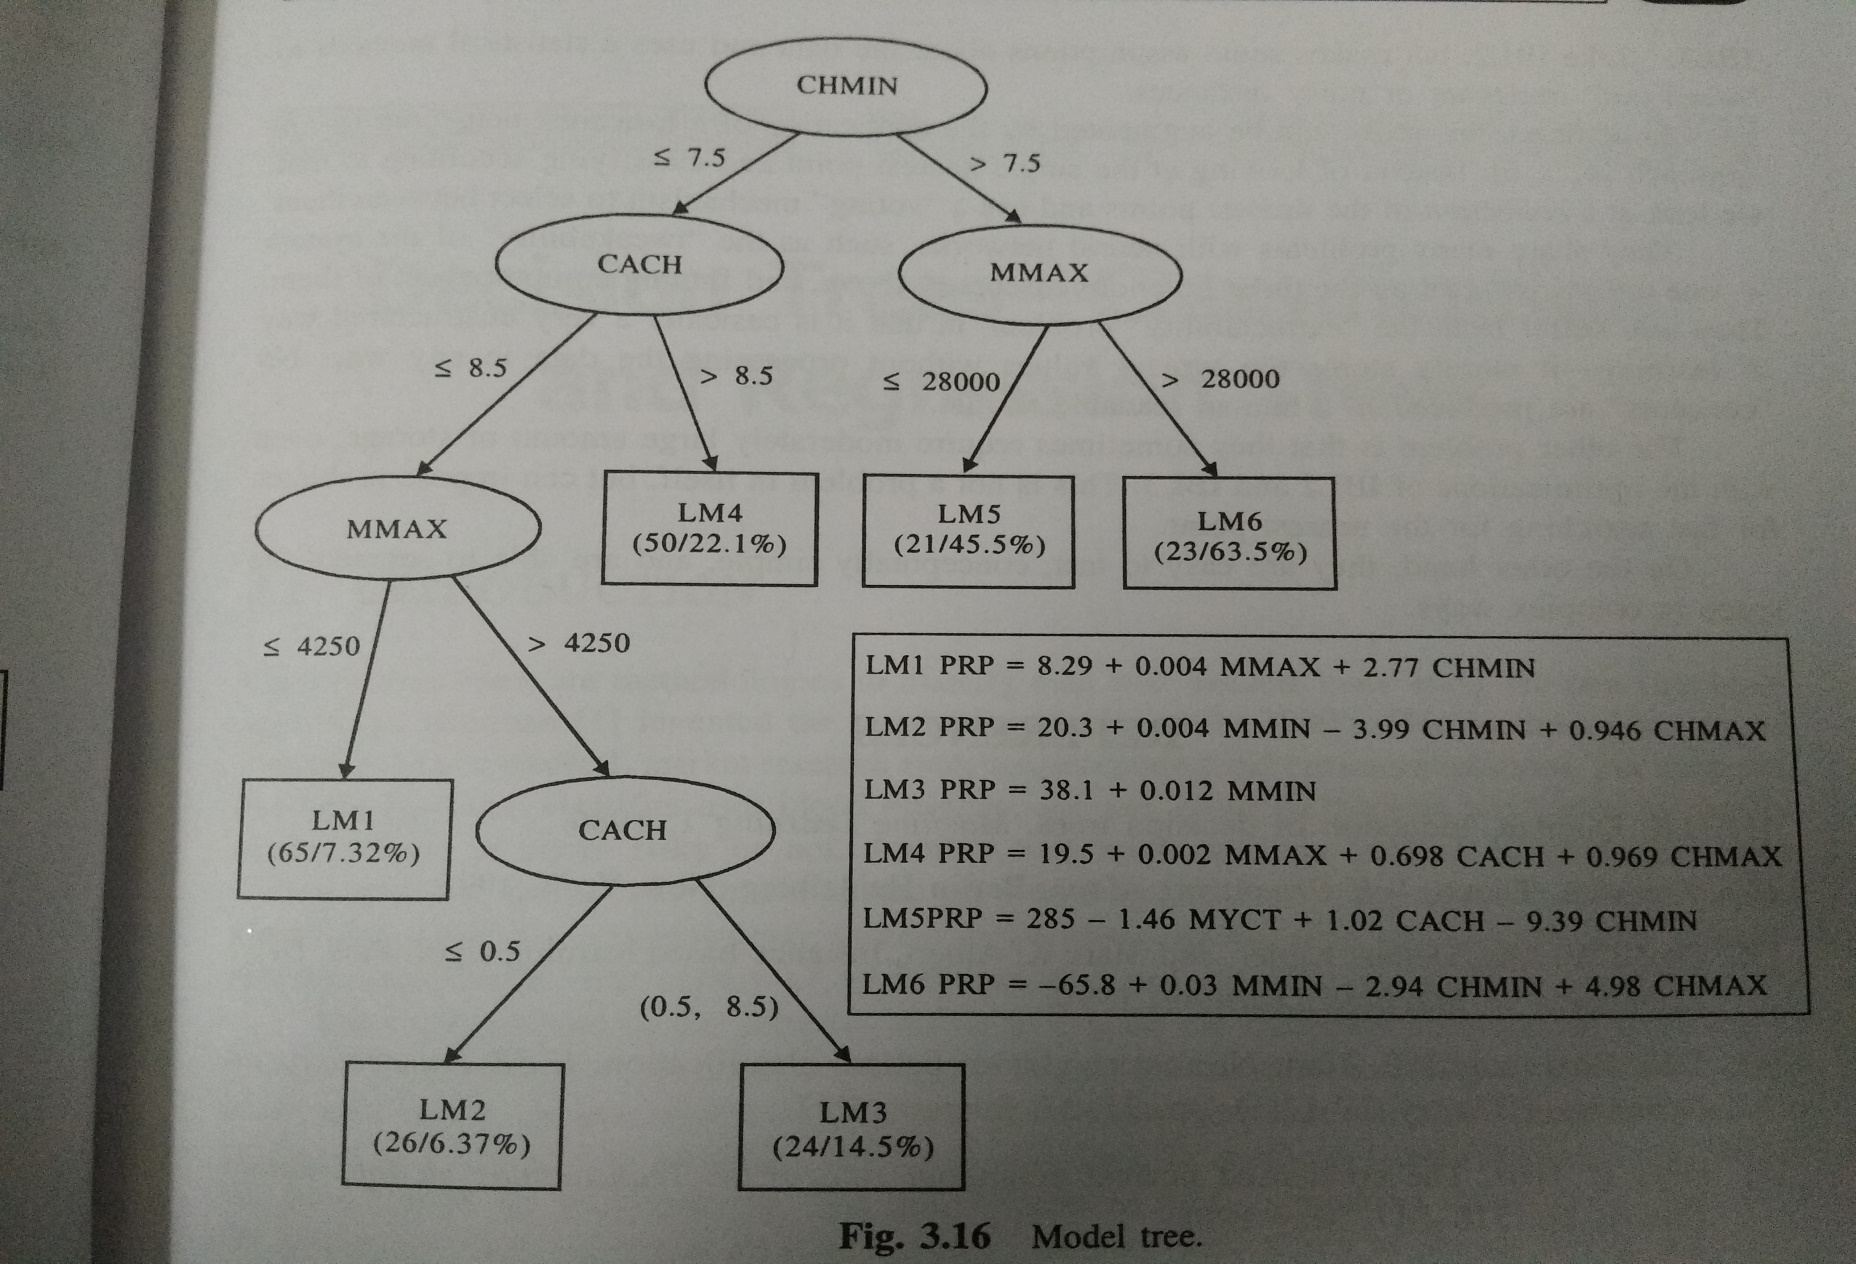 CHMIN
≤ 7.5
> 7.5
CACH
MMAX
≤ 8.5
> 8.5
≤ 28000
> 28000
MMAX
LM4
(50/22.1%)
LM5
(21/45.5%)
LM6
(23/63.5%)
≤ 4250
> 4250
LM1
(65/7.32%)
CACH
≤ 0.5
(0.5, 8.5)
LM2
(26/6.37%)
LM3
(24/14.5%)
LM1 PRP = 8.29 + 0.004 MMAX + 2.77 CHMIN
LM2 PRP = 20.3 + 0.004 MMIN – 3.99 CHMIN + 0.946 CHMAX
LM3 PRP = 38.1 + 0.012 MMIN
LM4 PRP = 19.5 + 0.002 MMAX + 0.698 CACH + 0.969 CHMAX
LM5PRP = 285 – 1.46 MYCT + 1.02 CACH – 9.39 CHMIN
LM6 PRP = –65.8 + 0.03 MMIN – 2.94 CHMIN + 4.98 CHMAX
Fig. 3.16 Model tree.